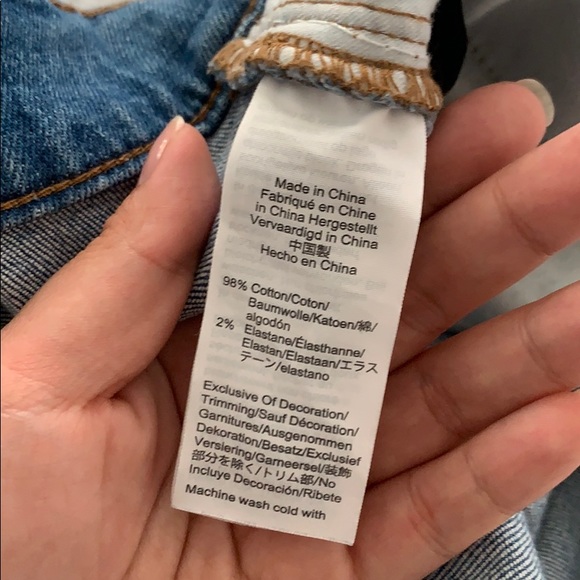 Made in China
Fabriqué en Chine
in China Hergestellt
Vervaardigd in China
中国製
Hecho en China
98% Cotton/Coton/
Baumwolle/Katoen/綿/
algodón
2% Elastane/Élasthanne/
Elastan/Elastaan/エラス
テーン/elastano
Exclusive Of Decoration/
Trimming/Sauf Décoration/
Garnitures/Ausgenommen
Dekoration/Besatz/Exclusief
Versiering/Garneersel/装飾
部分を除く/トリム部/No
Incluye Decoración/Ribete
Machine wash cold with